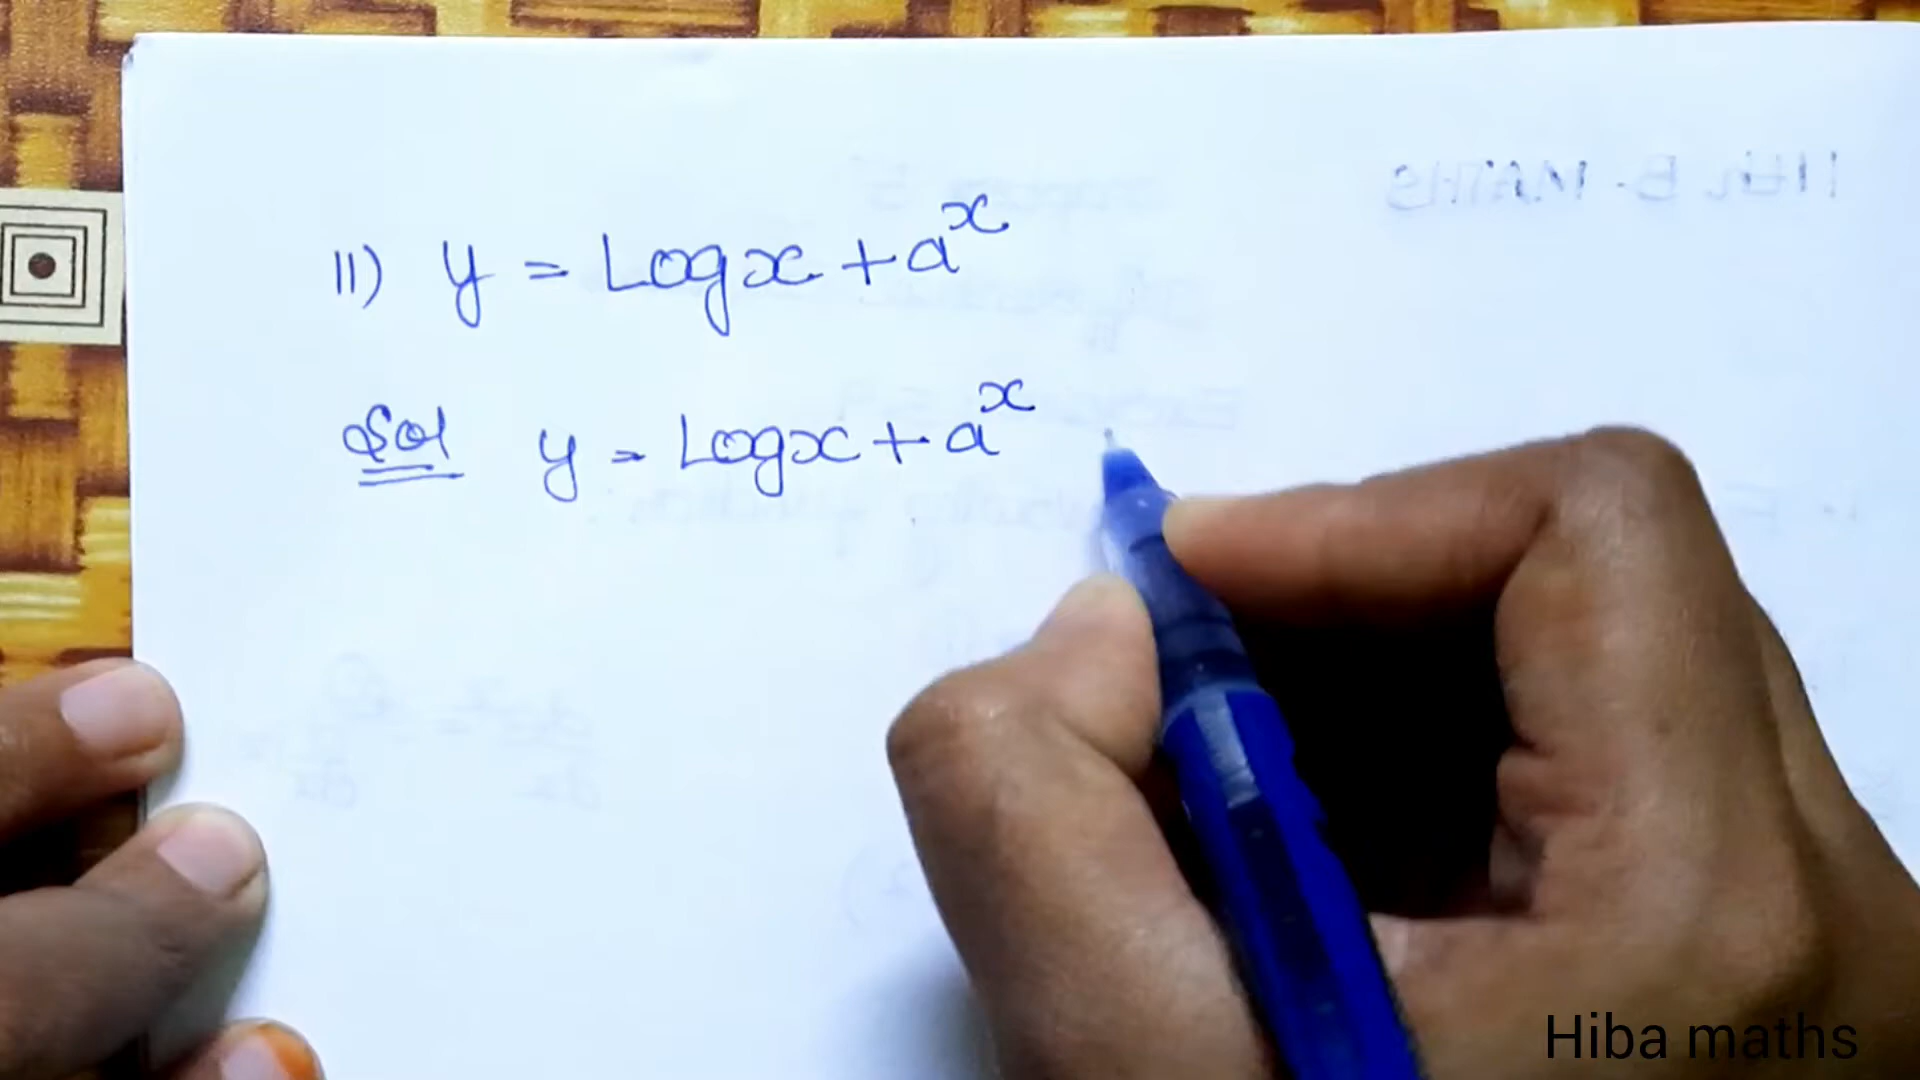 11) y = Logx + a^x
Sol y = Logx + a^x
Hiba maths